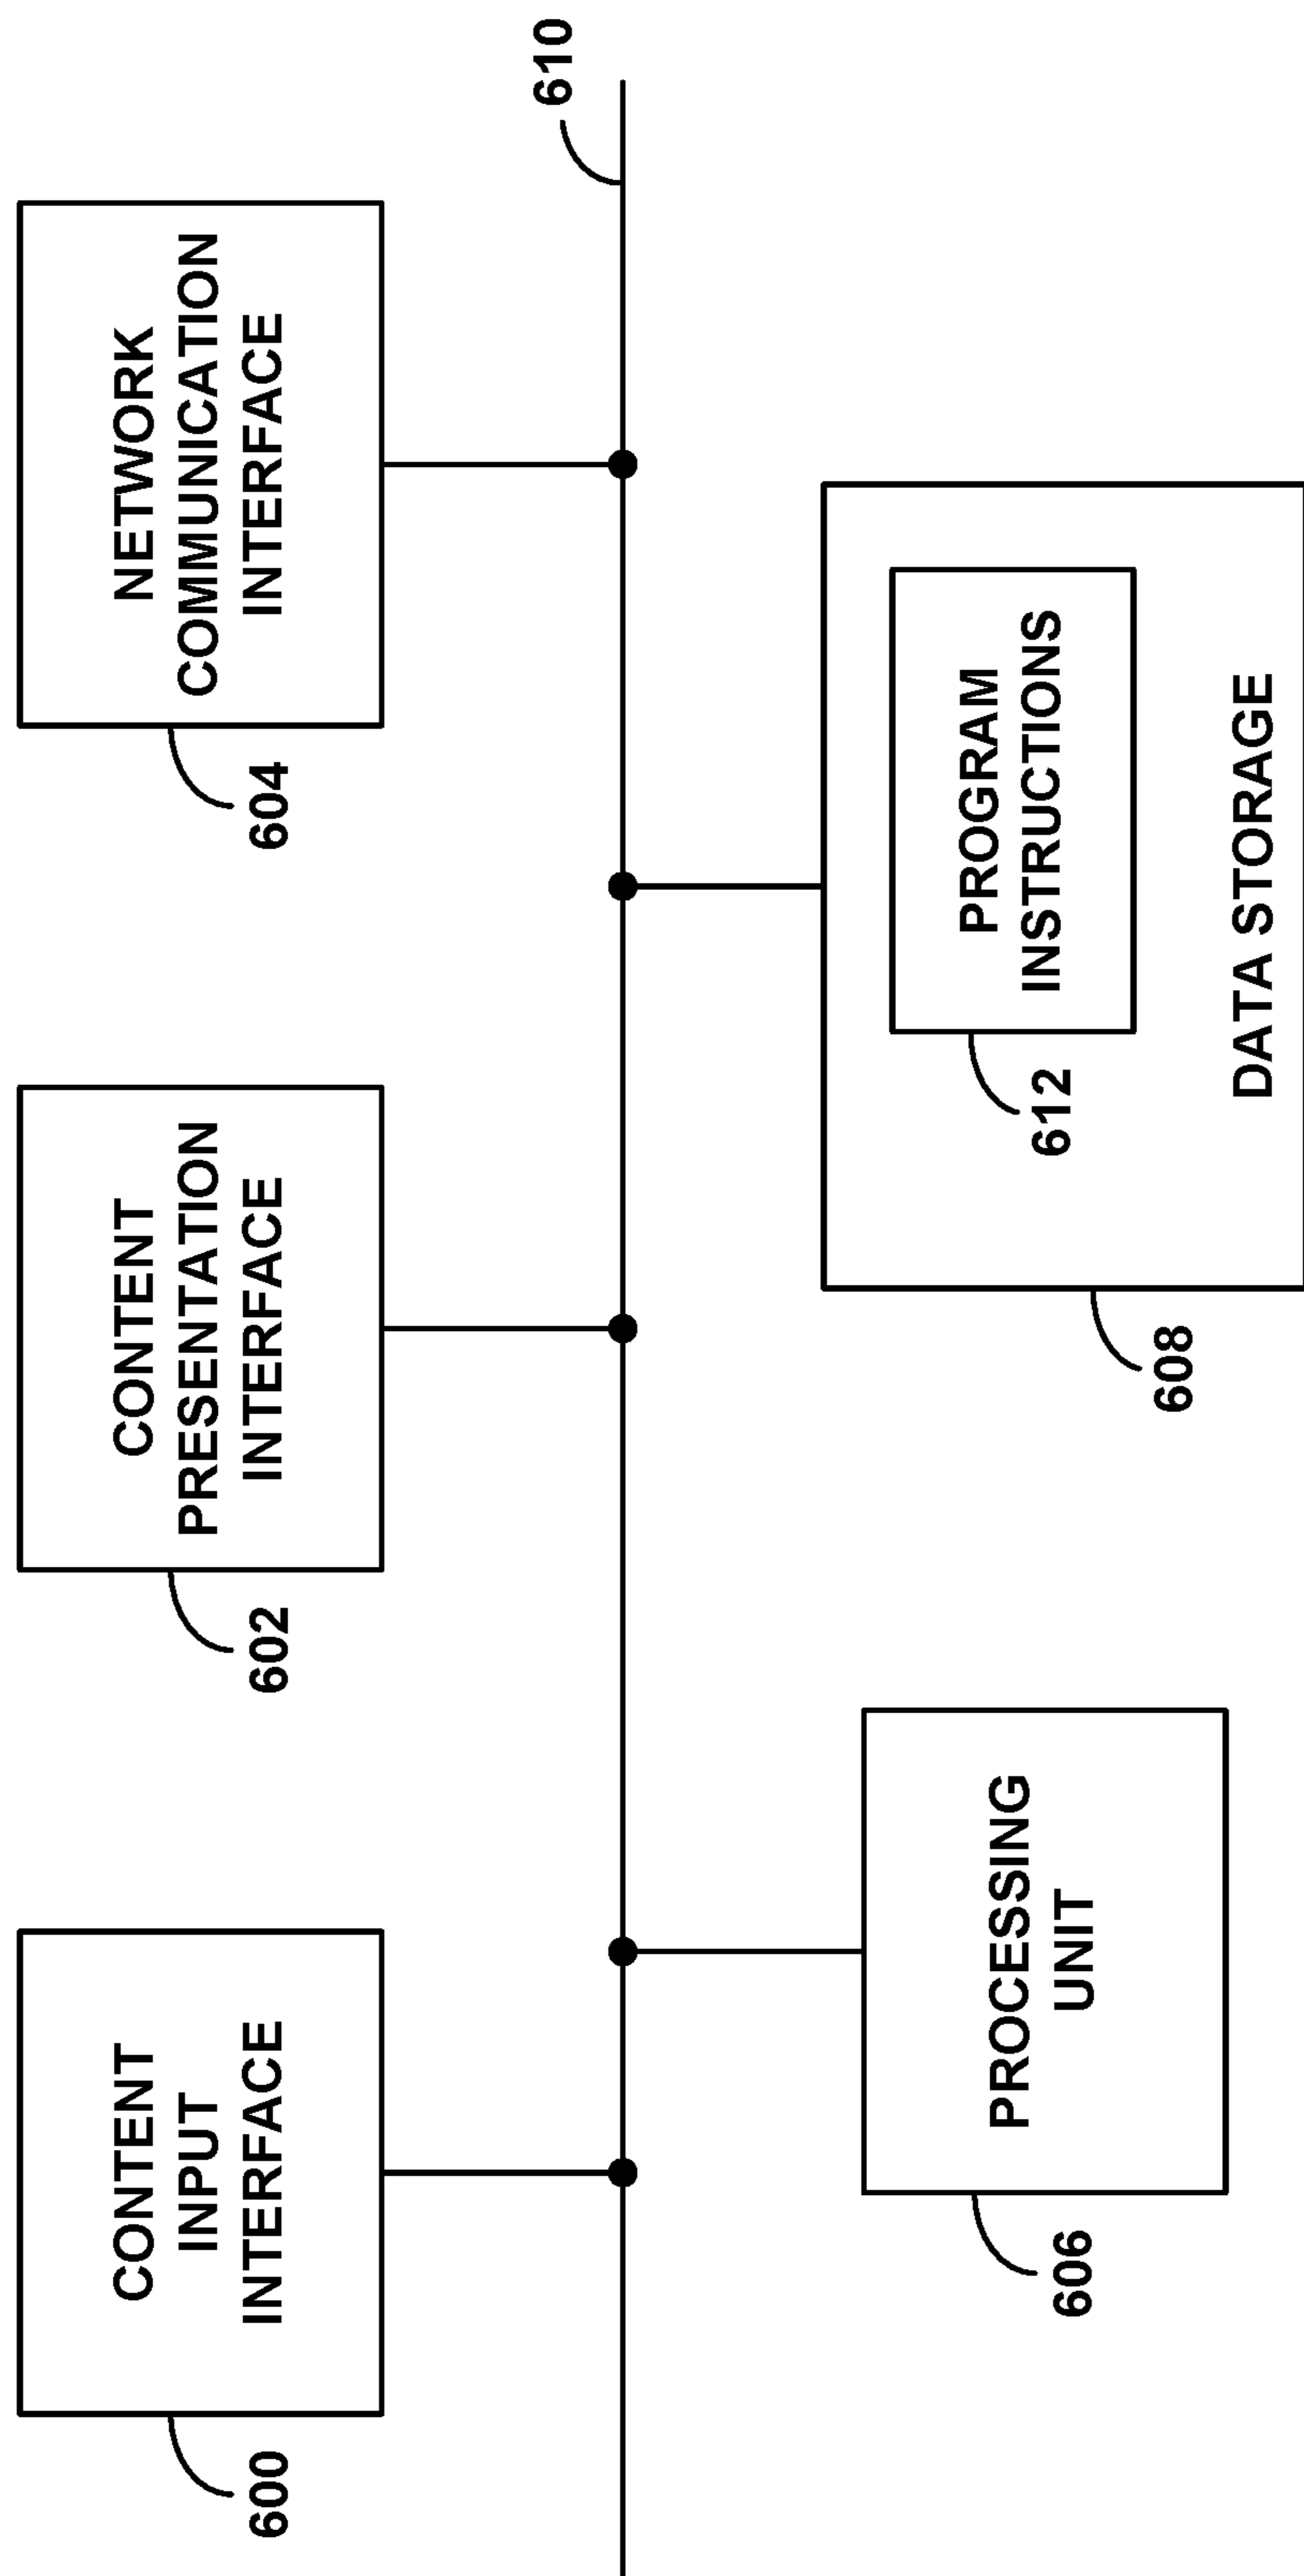 CONTENT
INPUT
INTERFACE
600
CONTENT
PRESENTATION
INTERFACE
602
NETWORK
COMMUNICATION
INTERFACE
604
610
PROCESSING
UNIT
606
PROGRAM
INSTRUCTIONS
612
DATA STORAGE
608